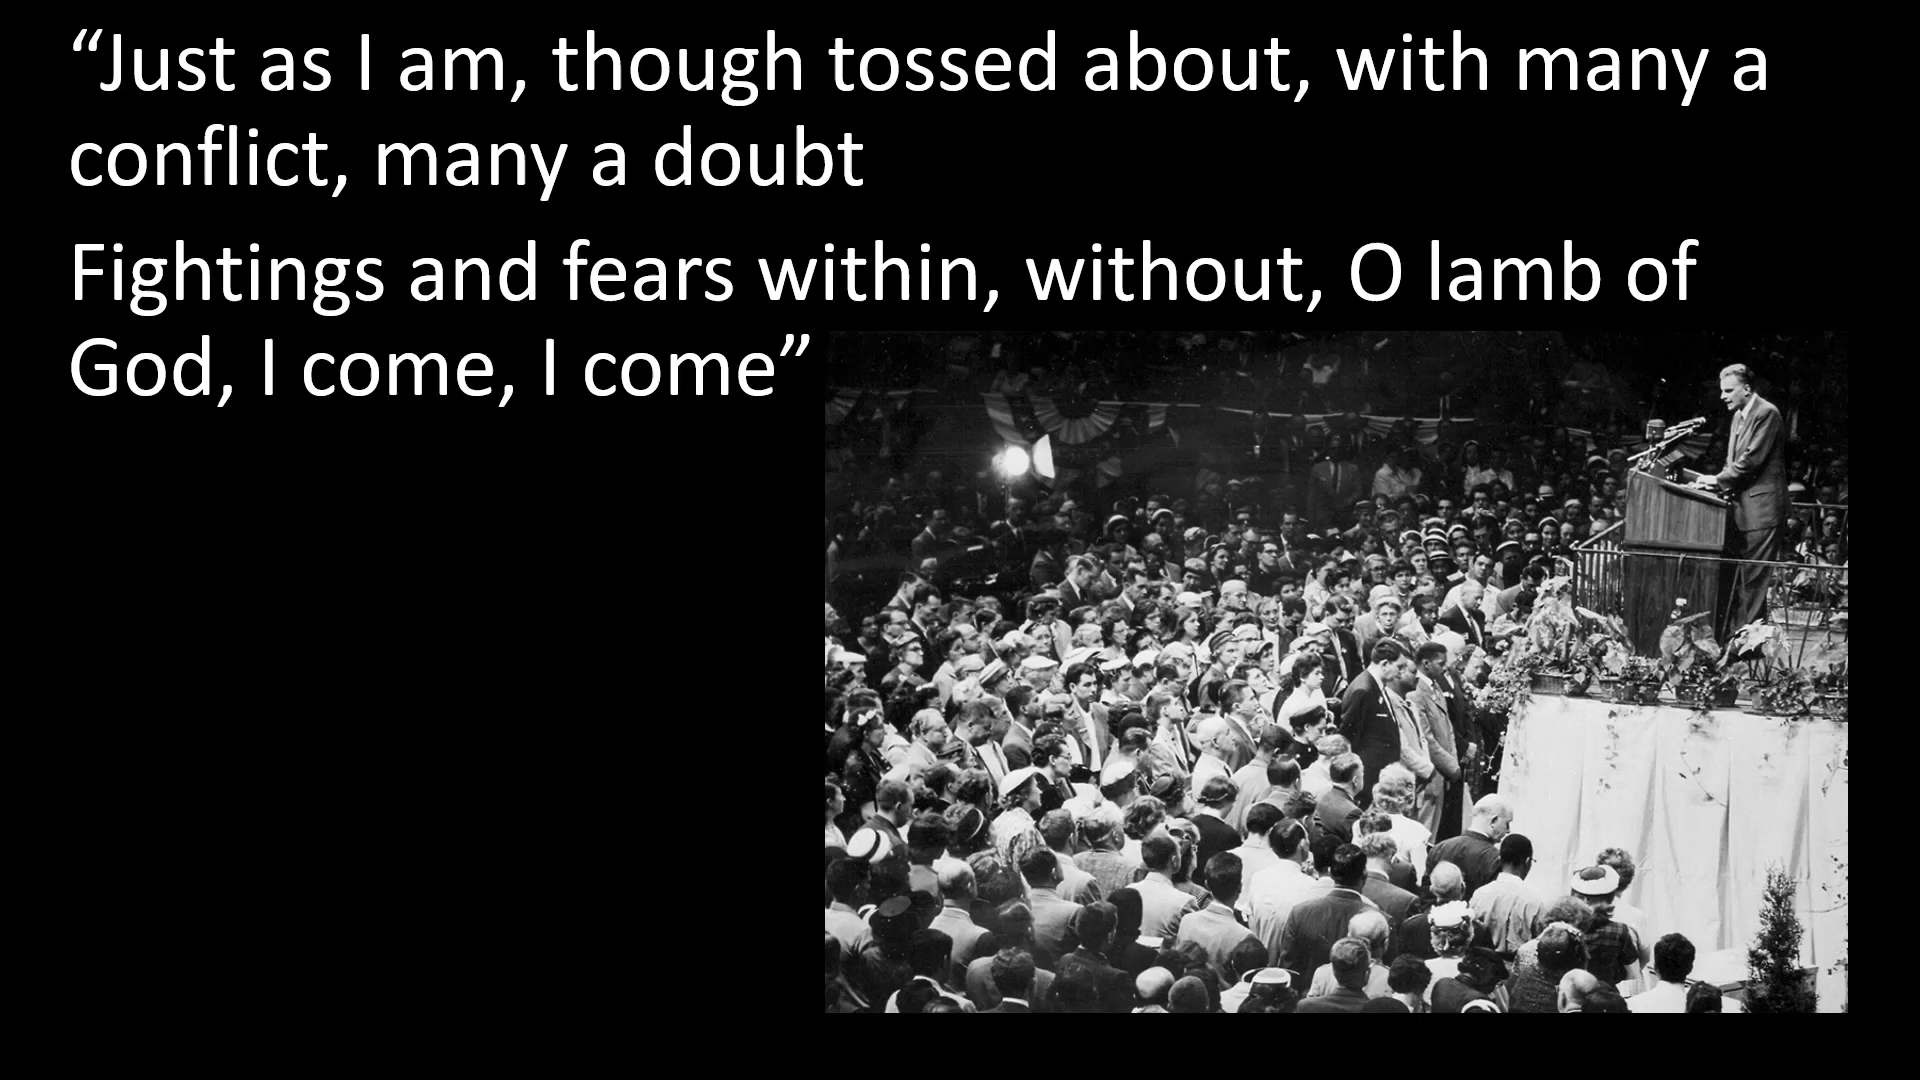 “Just as I am, though tossed about, with many a
conflict, many a doubt
Fightings and fears within, without, O lamb of
God, I come, I come”